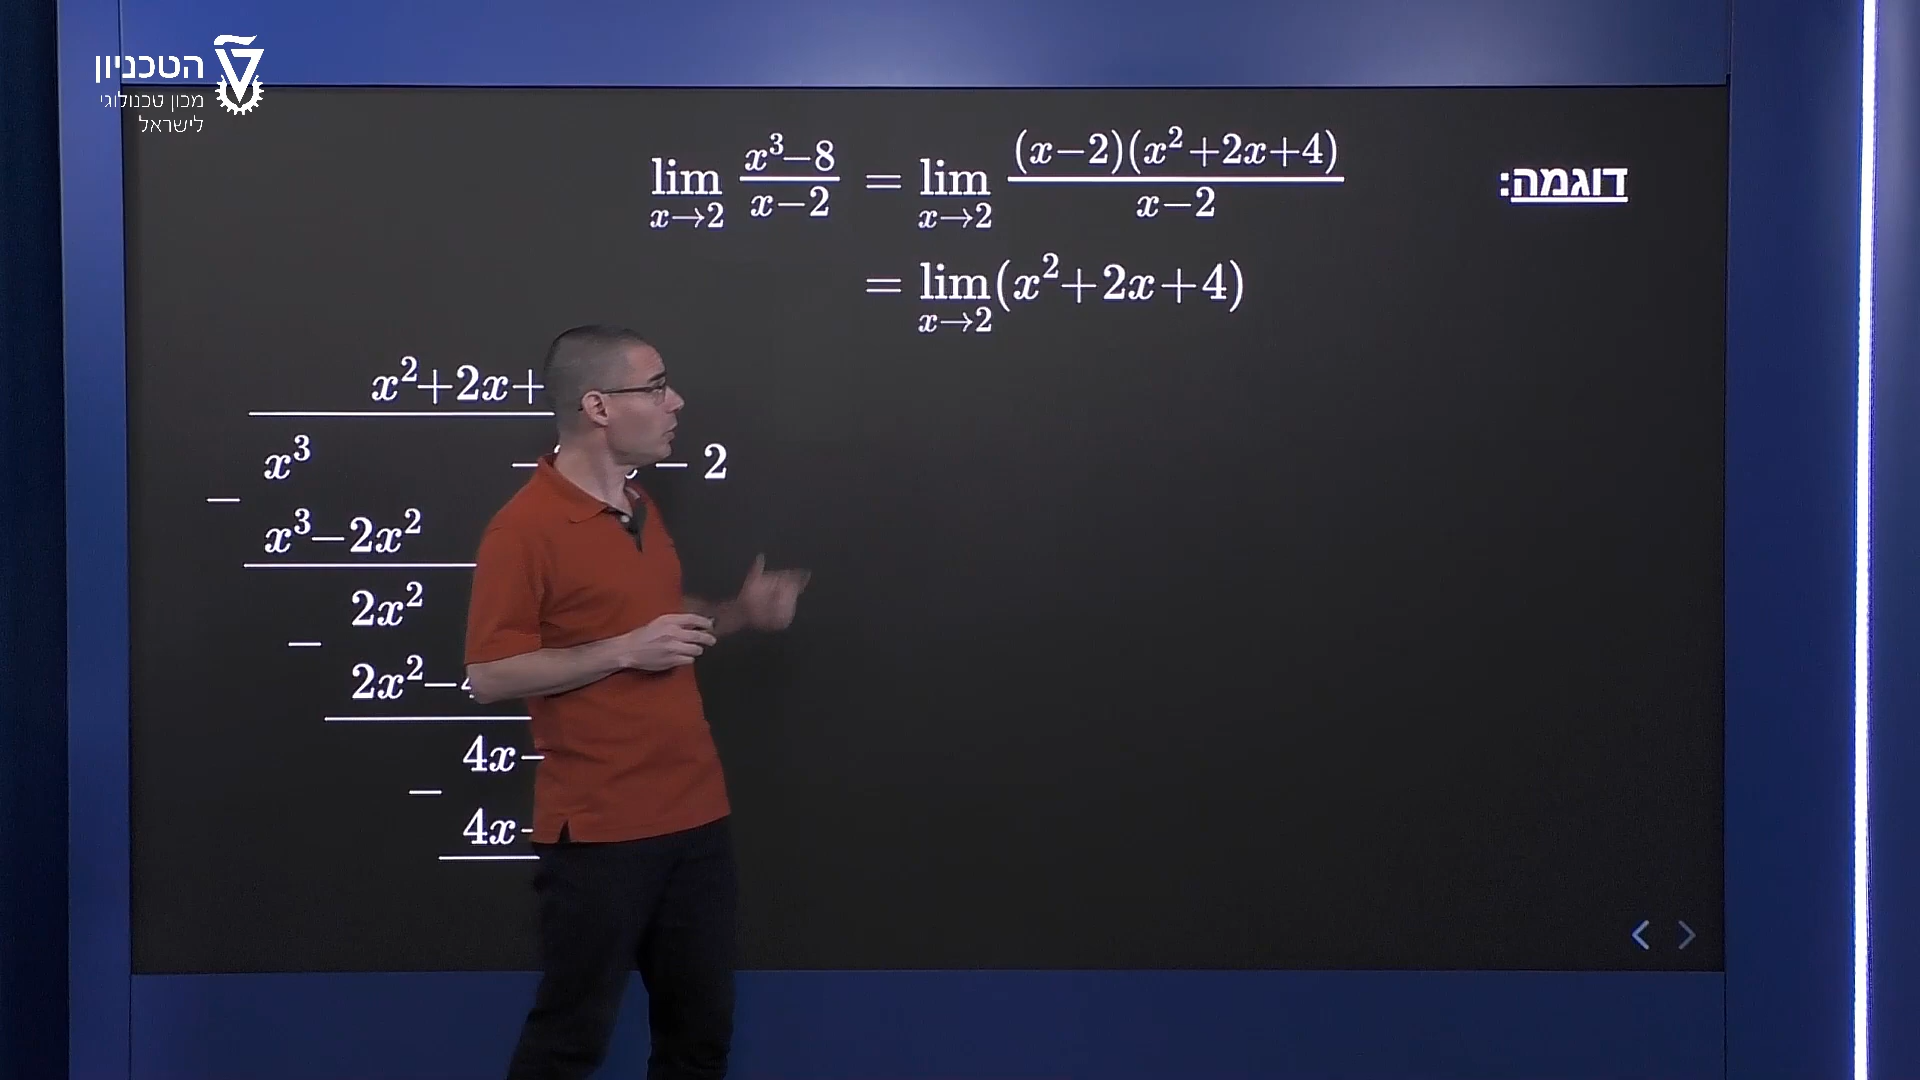 הטכניון
מכון טכנולוגי
לישראל
דוגמה:
lim x→2 (x³−8)/(x−2) = lim x→2 ((x−2)(x²+2x+4))/(x−2)
= lim x→2 (x²+2x+4)
x²+2x+
x³ − − 2
−
x³−2x²
2x²
−
2x²−4
4x−
−
4x-